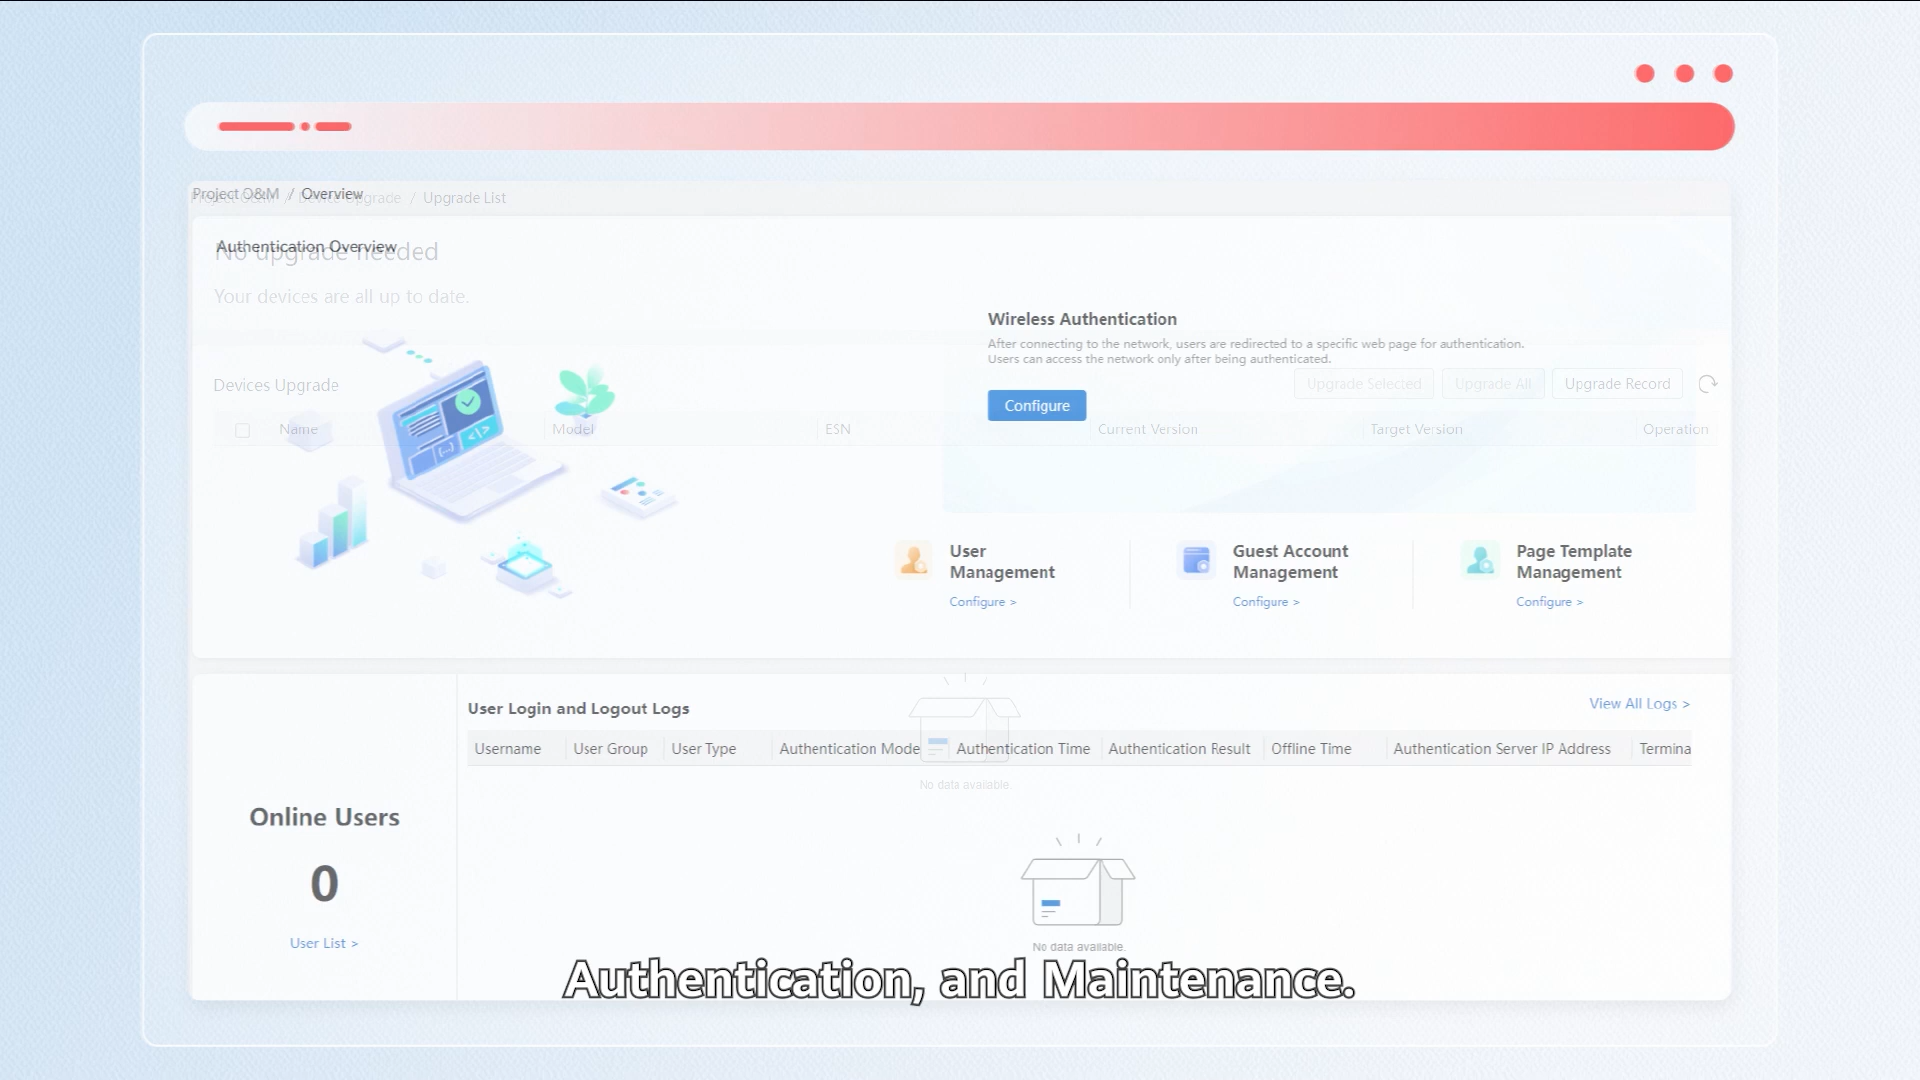 Project O&M / Overview
Project O&M / Device Upgrade / Upgrade List
Authentication Overview
No upgrade needed
Your devices are all up to date.
Wireless Authentication
After connecting to the network, users are redirected to a specific web page for authentication.
Users can access the network only after being authenticated.
Configure
Devices Upgrade
Upgrade Selected
Upgrade All
Upgrade Record
Name
Model
ESN
Current Version
Target Version
Operation
User
Management
Configure >
Guest Account
Management
Configure >
Page Template
Management
Configure >
User Login and Logout Logs
View All Logs >
Username
User Group
User Type
Authentication Mode
Authentication Time
Authentication Result
Offline Time
Authentication Server IP Address
Termina
No data available.
Online Users
0
User List >
No data available.
Authentication, and Maintenance.